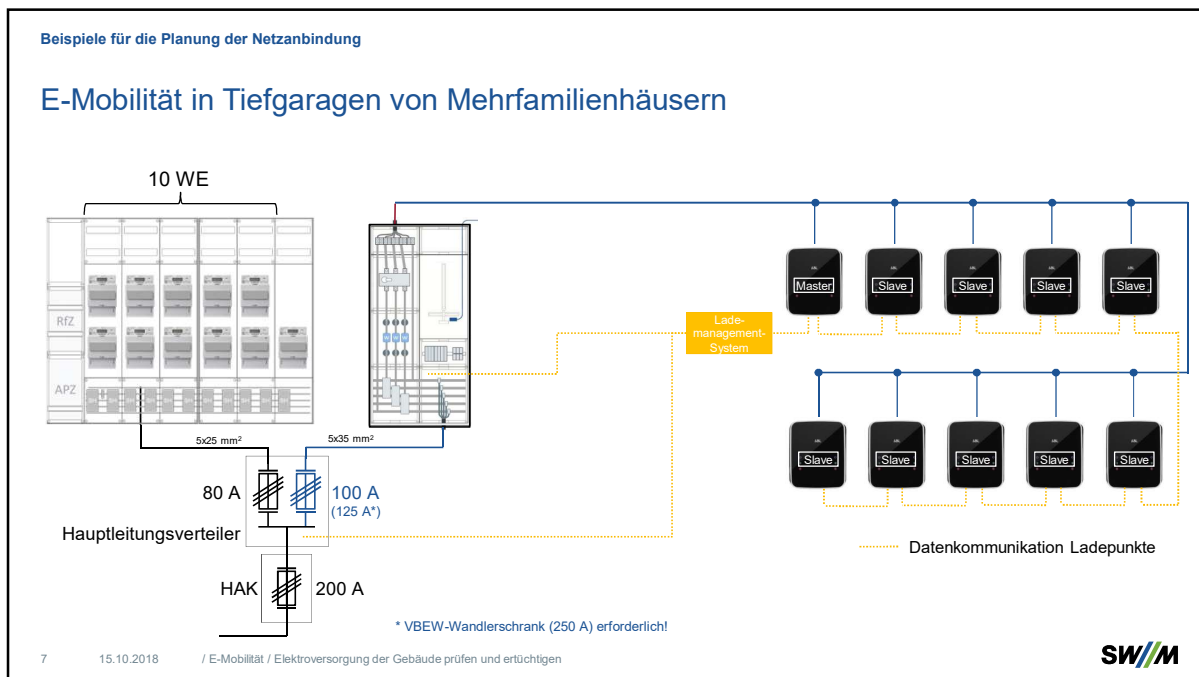 Beispiele für die Planung der Netzanbindung
E-Mobilität in Tiefgaragen von Mehrfamilienhäusern
10 WE
RfZ
APZ
Master
Slave
Slave
Slave
Slave
Lade-
management-
System
Slave
Slave
Slave
Slave
Slave
5x25 mm²
5x35 mm²
80 A
100 A
(125 A*)
Hauptleitungsverteiler
Datenkommunikation Ladepunkte
HAK
200 A
* VBEW-Wandlerschrank (250 A) erforderlich!
7 15.10.2018 / E-Mobilität / Elektroversorgung der Gebäude prüfen und ertüchtigen
SW//M